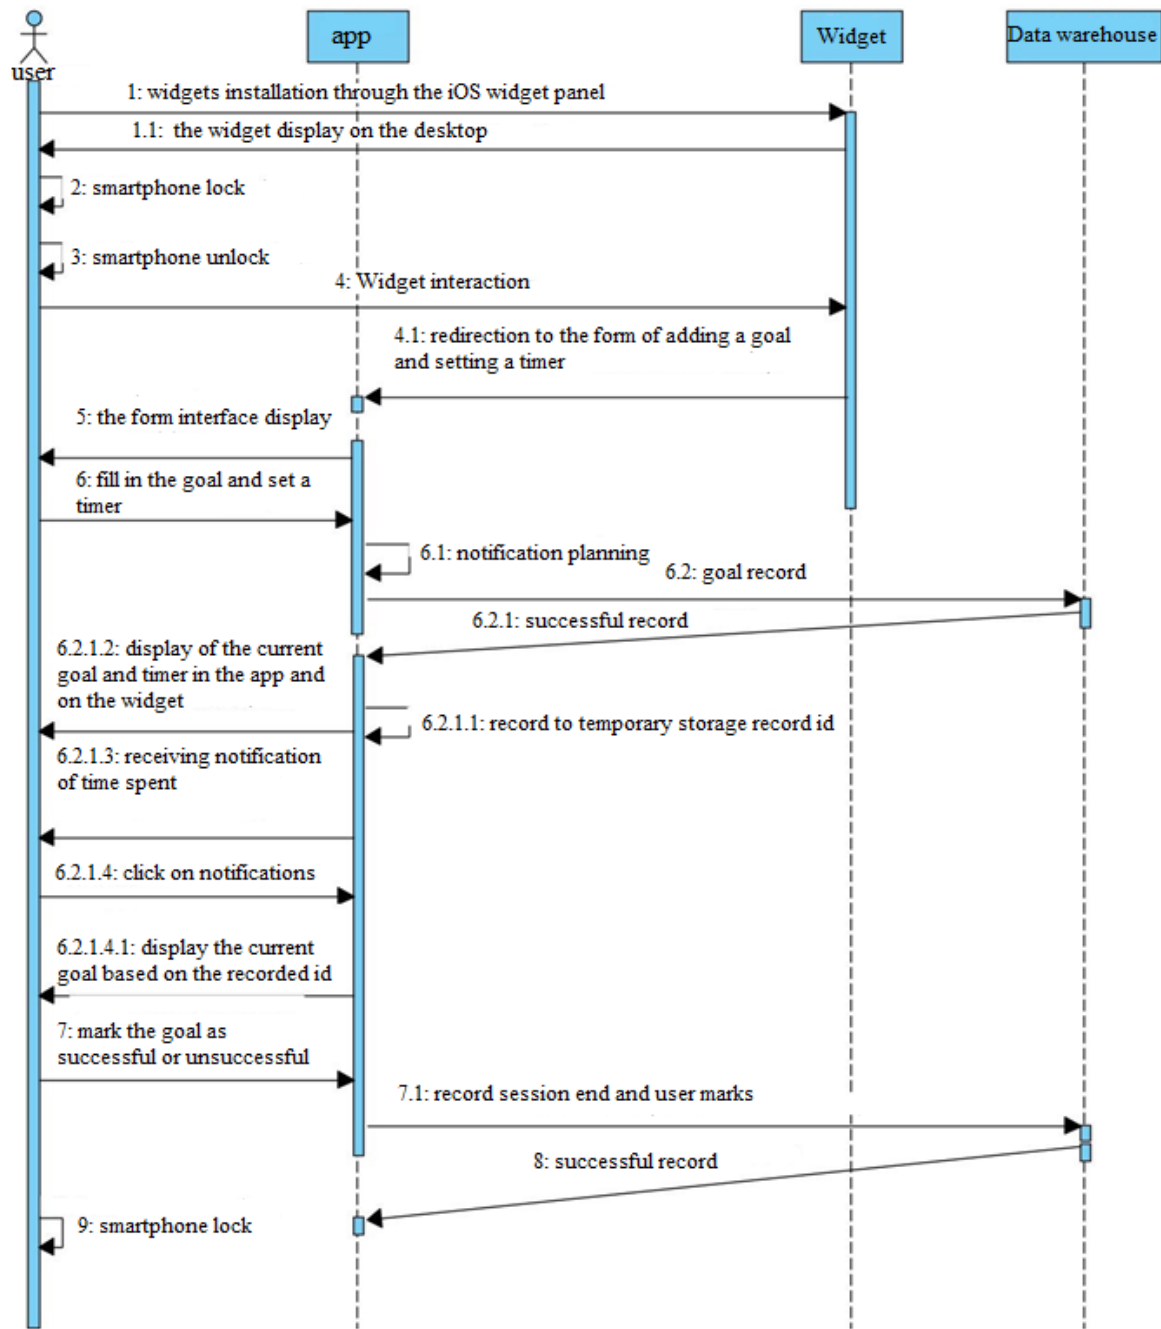 user
app
Widget
Data warehouse
1: widgets installation through the iOS widget panel
1.1: the widget display on the desktop
2: smartphone lock
3: smartphone unlock
4: Widget interaction
4.1: redirection to the form of adding a goal
and setting a timer
5: the form interface display
6: fill in the goal and set a
timer
6.1: notification planning
6.2: goal record
6.2.1: successful record
6.2.1.2: display of the current
goal and timer in the app and
on the widget
6.2.1.1: record to temporary storage record id
6.2.1.3: receiving notification
of time spent
6.2.1.4: click on notifications
6.2.1.4.1: display the current
goal based on the recorded id
7: mark the goal as
successful or unsuccessful
7.1: record session end and user marks
8: successful record
9: smartphone lock